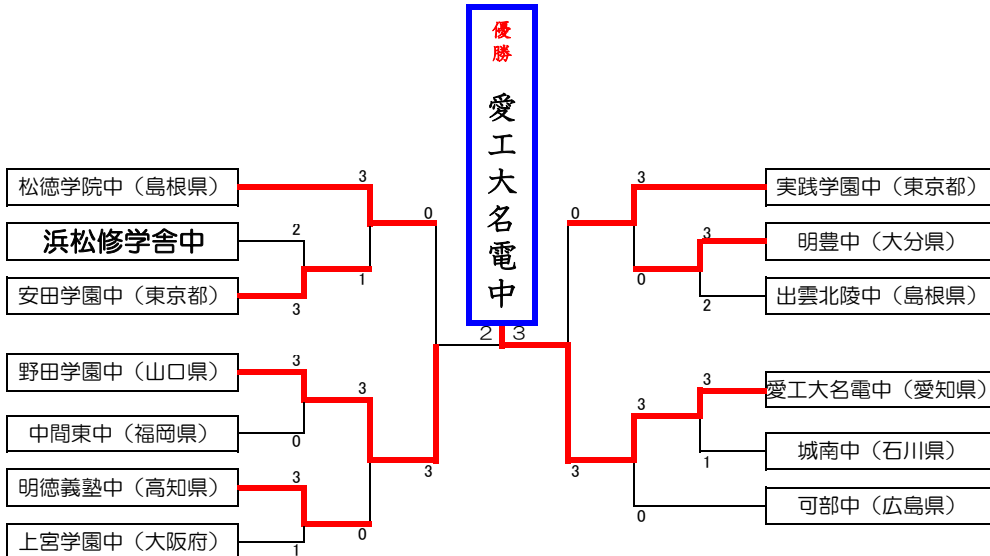 優勝
愛工大名電中
2 3
松徳学院中（島根県）
3
0
浜松修学舎中
2
1
安田学園中（東京都）
3
野田学園中（山口県）
3
3
中間東中（福岡県）
0
3
明徳義塾中（高知県）
3
0
上宮学園中（大阪府）
1
実践学園中（東京都）
3
0
明豊中（大分県）
3
0
出雲北陵中（島根県）
2
愛工大名電中（愛知県）
3
3
城南中（石川県）
1
3
可部中（広島県）
0